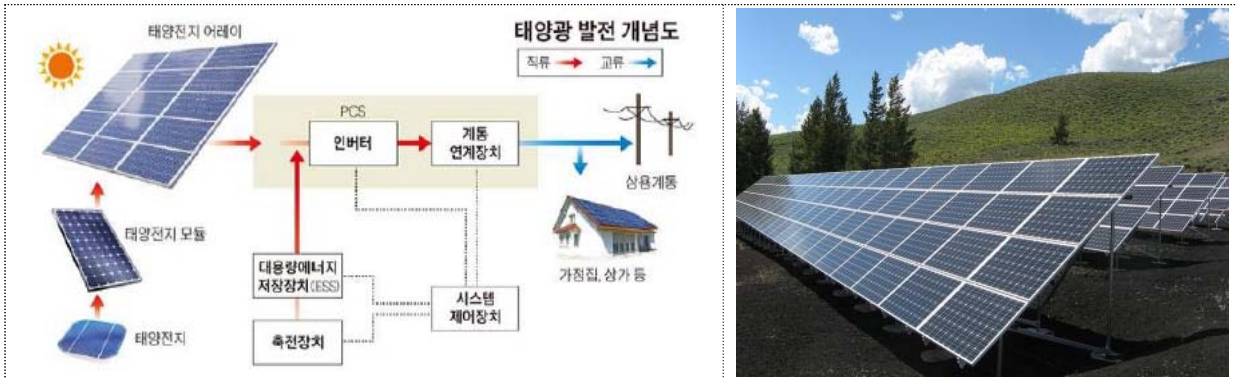 태양전지 어레이
태양광 발전 개념도
직류 교류
PCS
인버터
계통
연계장치
상용계통
태양전지 모듈
가정집, 상가 등
대용량에너지
저장장치(ESS)
시스템
제어장치
태양전지
축전장치